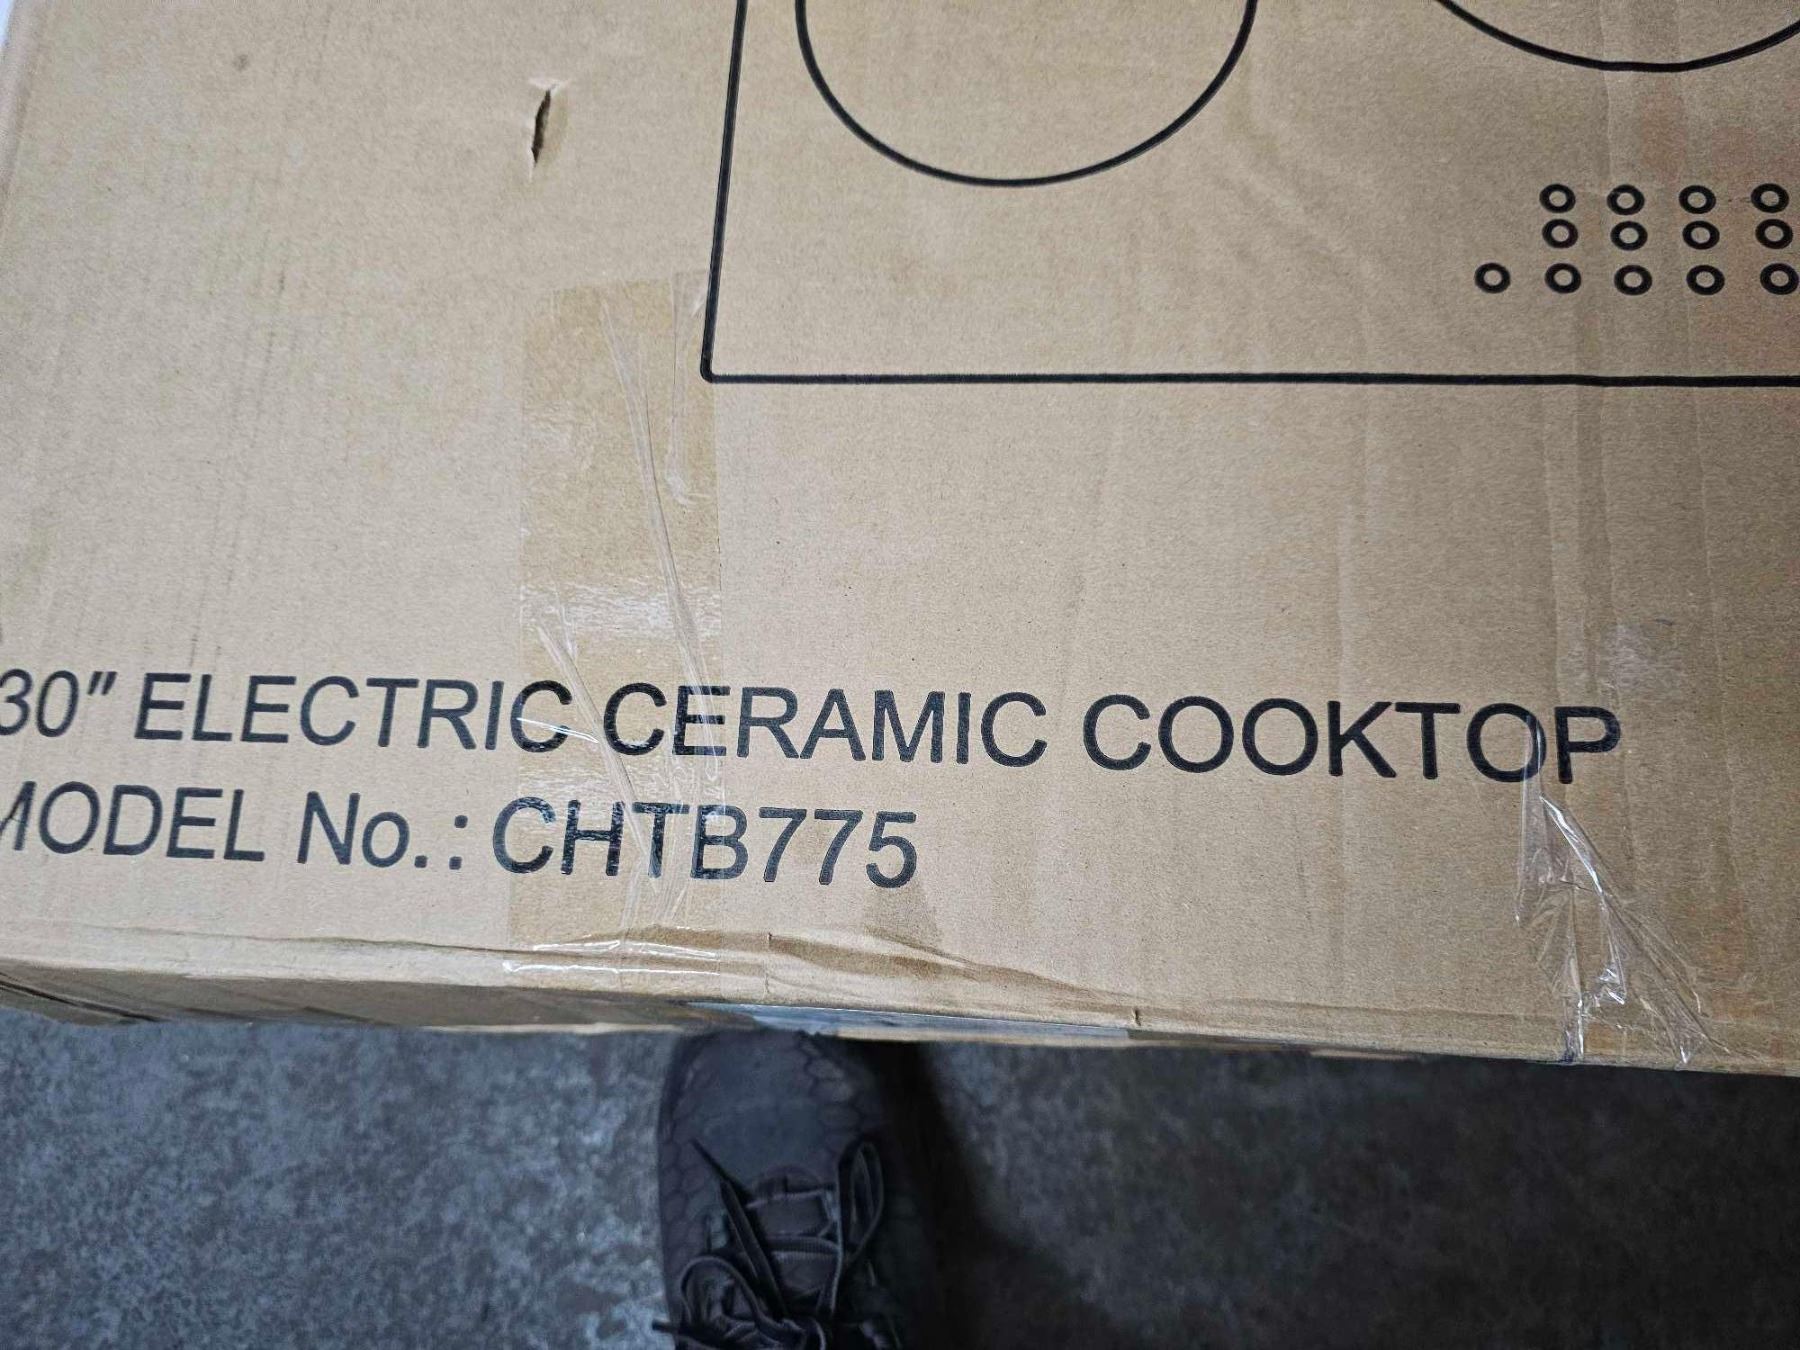 30" ELECTRIC CERAMIC COOKTOP
MODEL No.: CHTB775